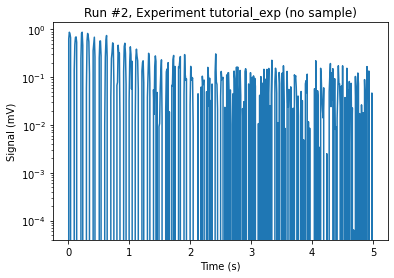 Run #2, Experiment tutorial_exp (no sample)
Signal (mV)
10⁰
10⁻¹
10⁻²
10⁻³
10⁻⁴
0 1 2 3 4 5
Time (s)